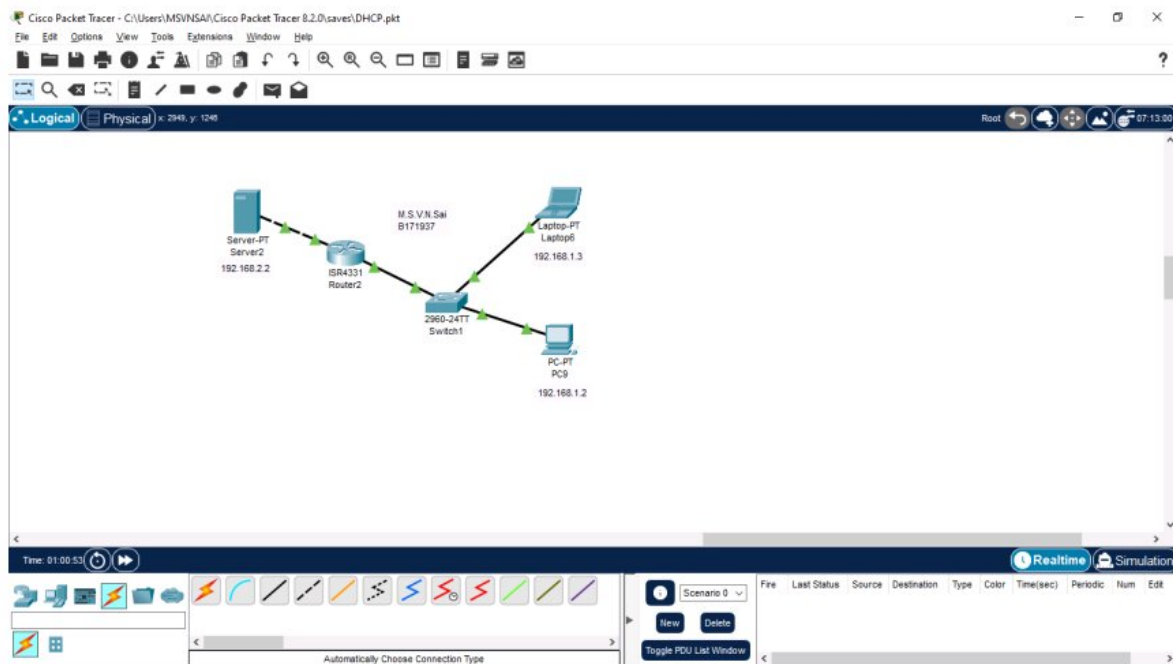 Cisco Packet Tracer - C:\Users\MSVNSAI\Cisco Packet Tracer 8.2.0\saves\DHCP.pkt
File Edit Options View Tools Extensions Window Help
?
Logical
Physical
x: 2949, y: 1246
Root
07:13:00
M.S.V.N.Sai
B171937
Server-PT
Server2
192.168.2.2
ISR4331
Router2
Laptop-PT
Laptop6
192.168.1.3
2960-24TT
Switch1
PC-PT
PC9
192.168.1.2
Time: 01:00:53
Realtime
Simulation
Scenario 0
New
Delete
Toggle PDU List Window
Fire Last Status Source Destination Type Color Time(sec) Periodic Num Edit
Automatically Choose Connection Type